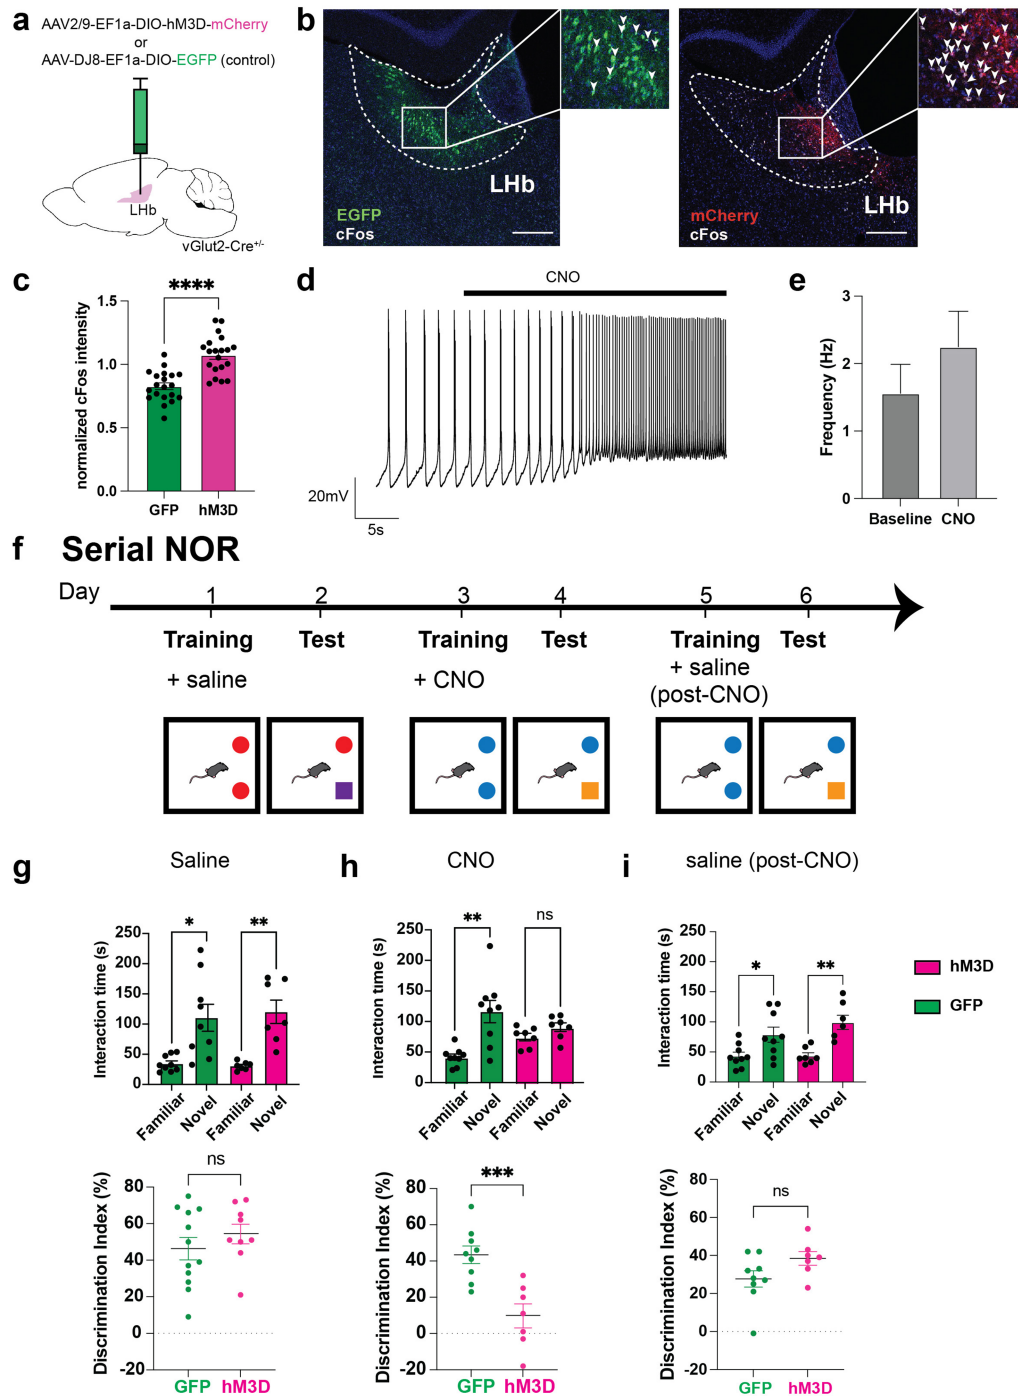 a
AAV2/9-EF1a-DIO-hM3D-mCherry
or
AAV-DJ8-EF1a-DIO-EGFP (control)
LHb
vGlut2-Cre+/-
b
LHb
EGFP
cFos
LHb
mCherry
cFos
c
****
normalized cFos intensity
1.5
1.0
0.5
0.0
GFP hM3D
d
CNO
20mV
5s
e
Frequency (Hz)
3
2
1
0
Baseline CNO
f Serial NOR
Day 1 2 3 4 5 6
Training Test Training Test Training Test
+ saline + CNO + saline
(post-CNO)
g
Saline
Interaction time (s)
250
200
150
100
50
0
* **
Familiar Novel Familiar Novel
Discrimination Index (%)
80
60
40
20
0
-20
ns
GFP hM3D
h
CNO
Interaction time (s)
250
200
150
100
50
0
** ns
Familiar Novel Familiar Novel
Discrimination Index (%)
80
60
40
20
0
-20
***
GFP hM3D
i
saline (post-CNO)
Interaction time (s)
250
200
150
100
50
0
* **
Familiar Novel Familiar Novel
hM3D
GFP
Discrimination Index (%)
80
60
40
20
0
-20
ns
GFP hM3D